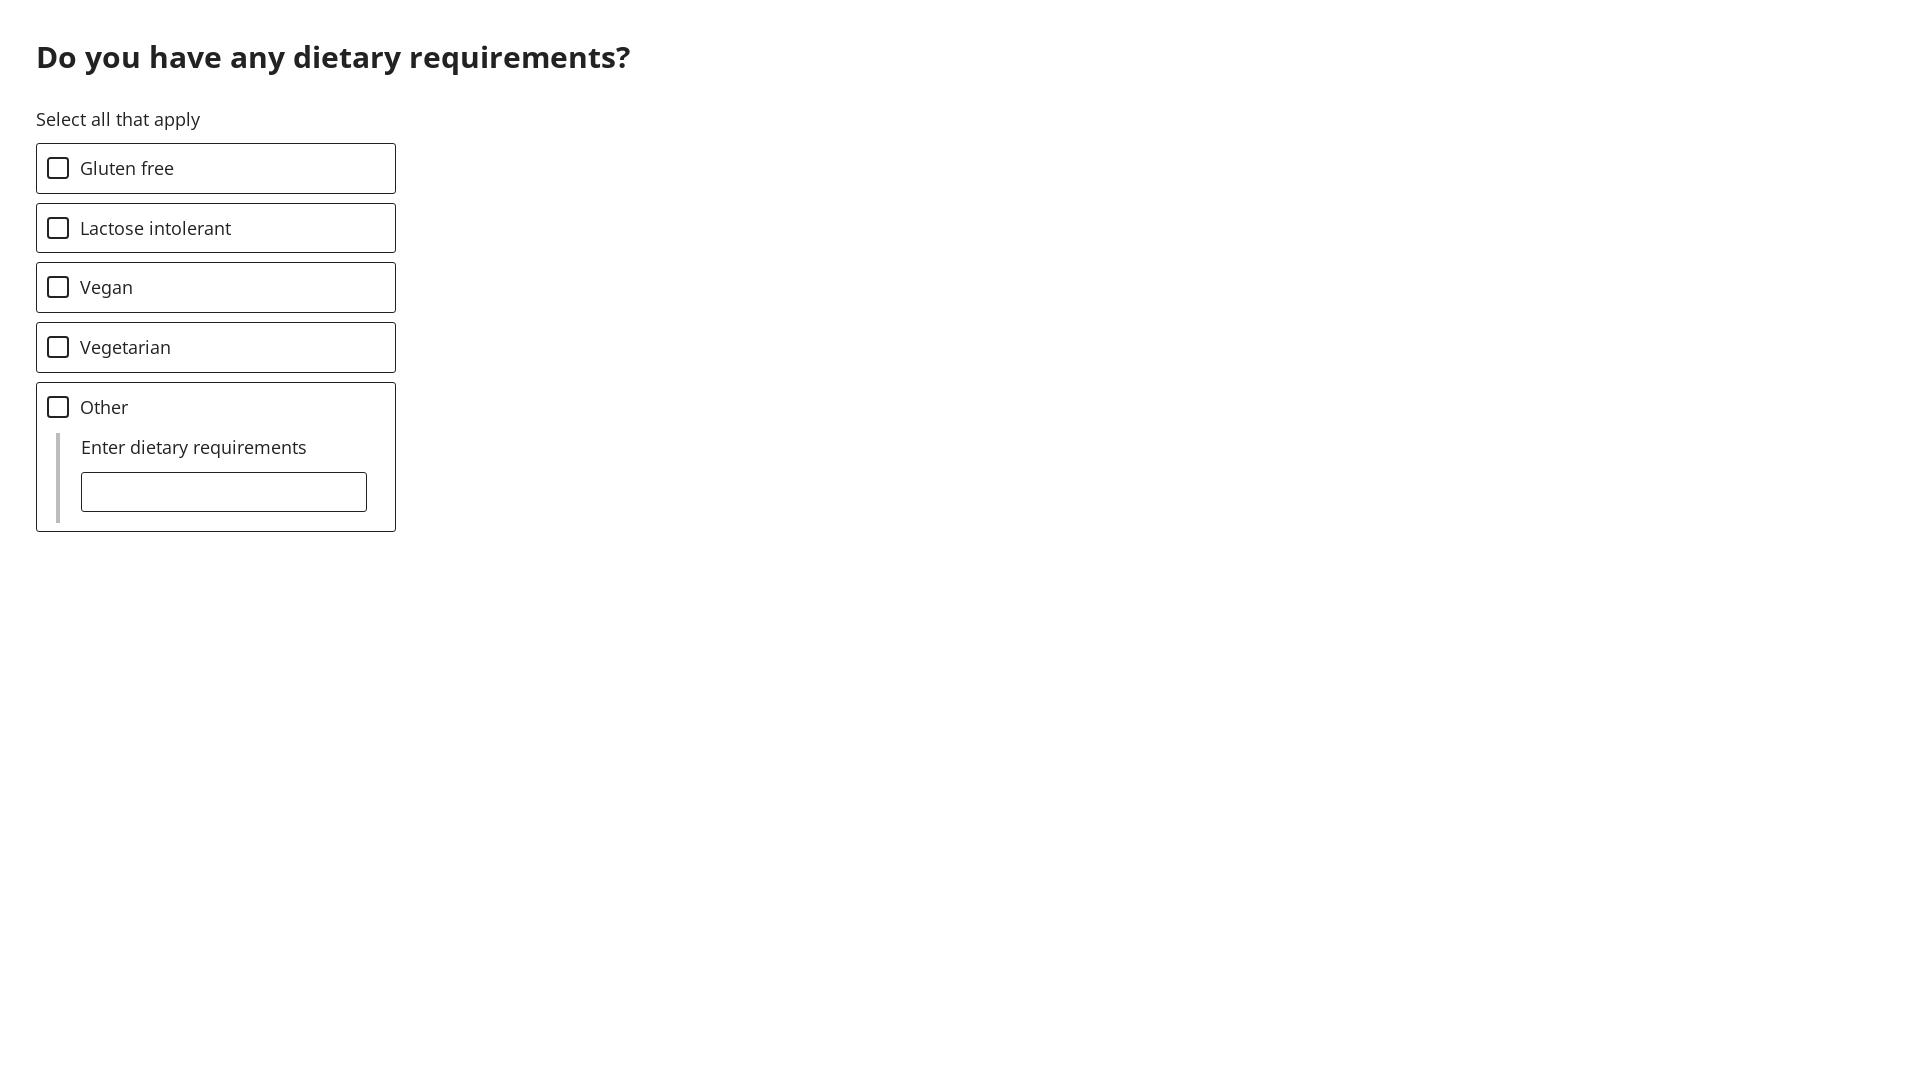 Do you have any dietary requirements?
Select all that apply
Gluten free
Lactose intolerant
Vegan
Vegetarian
Other
Enter dietary requirements